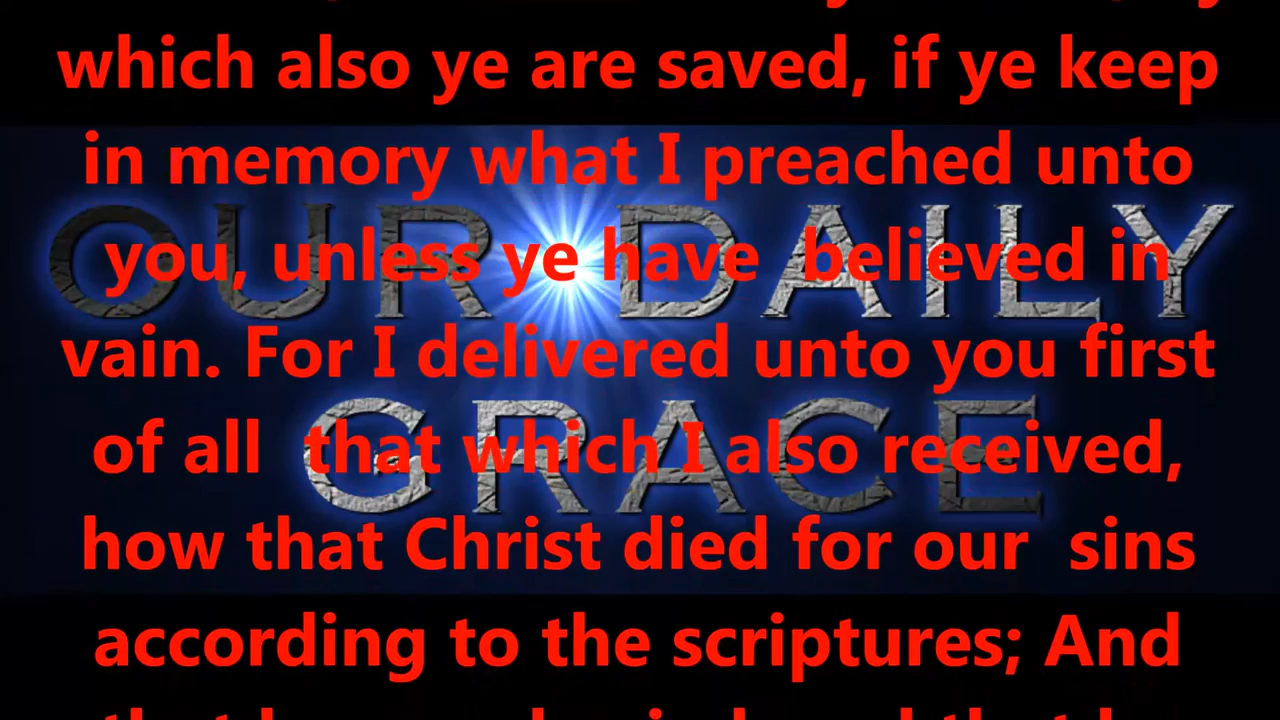 which also ye are saved, if ye keep
in memory what I preached unto
you, unless ye have believed in
vain. For I delivered unto you first
of all that which I also received,
how that Christ died for our sins
according to the scriptures; And
OUR DAILY
GRACE